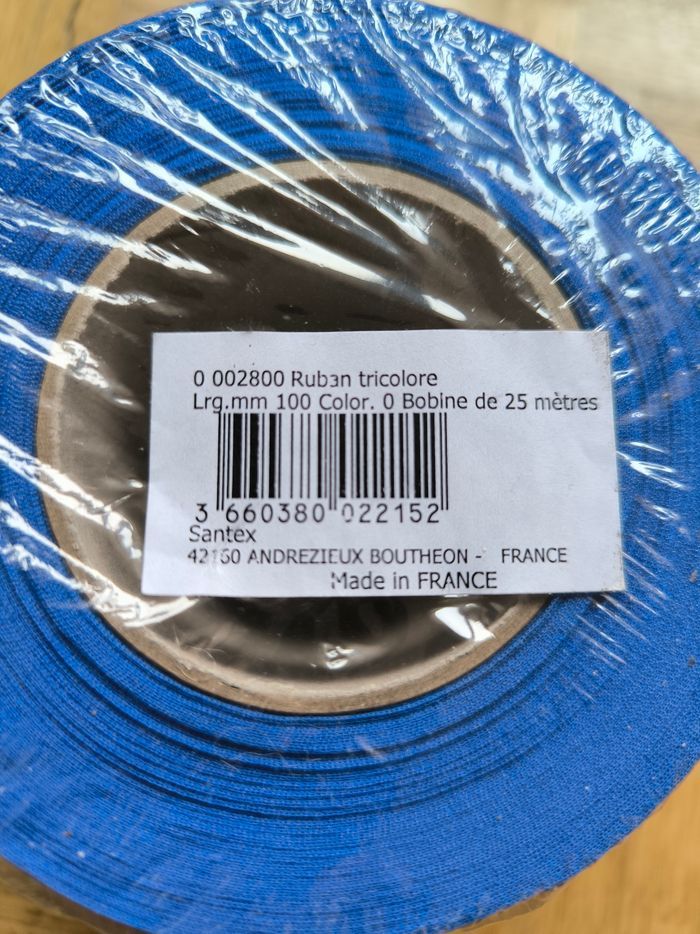 0 002800 Ruban tricolore
Lrg.mm 100 Color. 0 Bobine de 25 mètres
3 660380 022152
Santex
42160 ANDREZIEUX BOUTHEON - FRANCE
Made in FRANCE